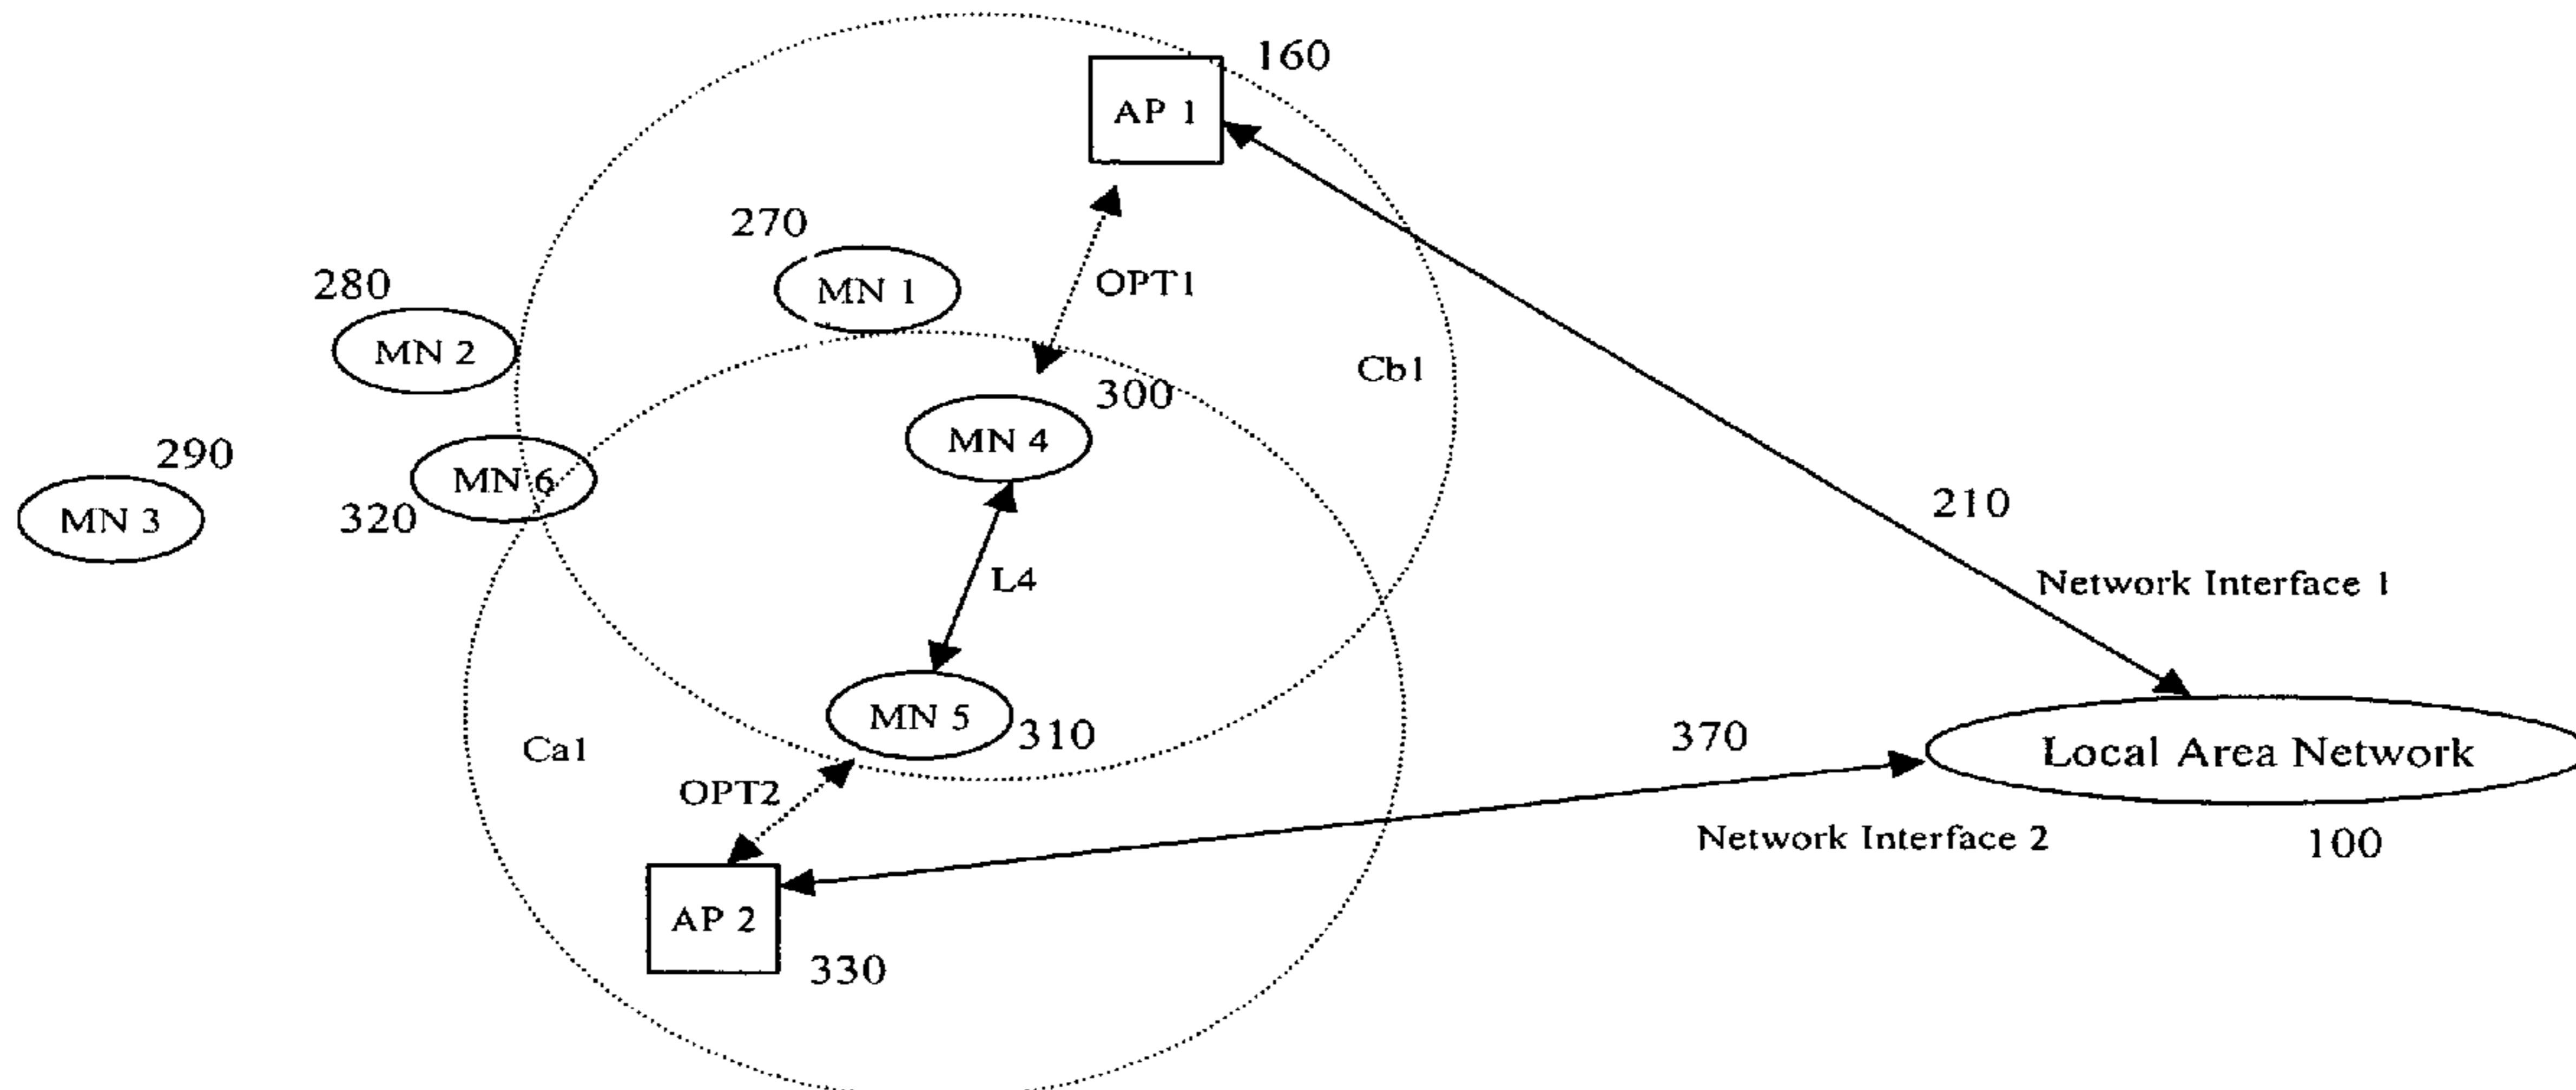 160
AP 1
270
280
OPT1
MN 1
MN 2
Cb1
300
290
MN 4
MN 6
MN 3
320
210
L4
Network Interface 1
MN 5
310
370
Ca1
Local Area Network
OPT2
Network Interface 2
100
AP 2
330